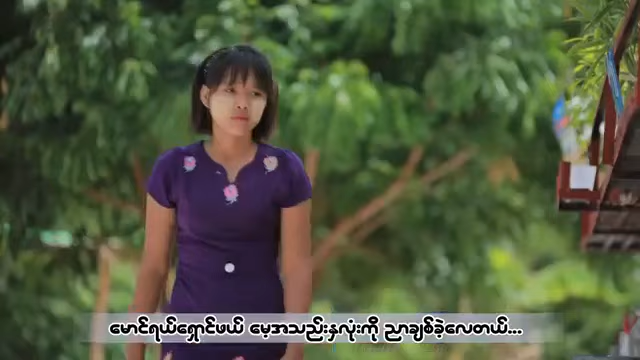 မောင်ရယ်ရှောင်ဖယ် မေ့အသည်းနှလုံးကို ညာချစ်ခဲ့လေတယ်...